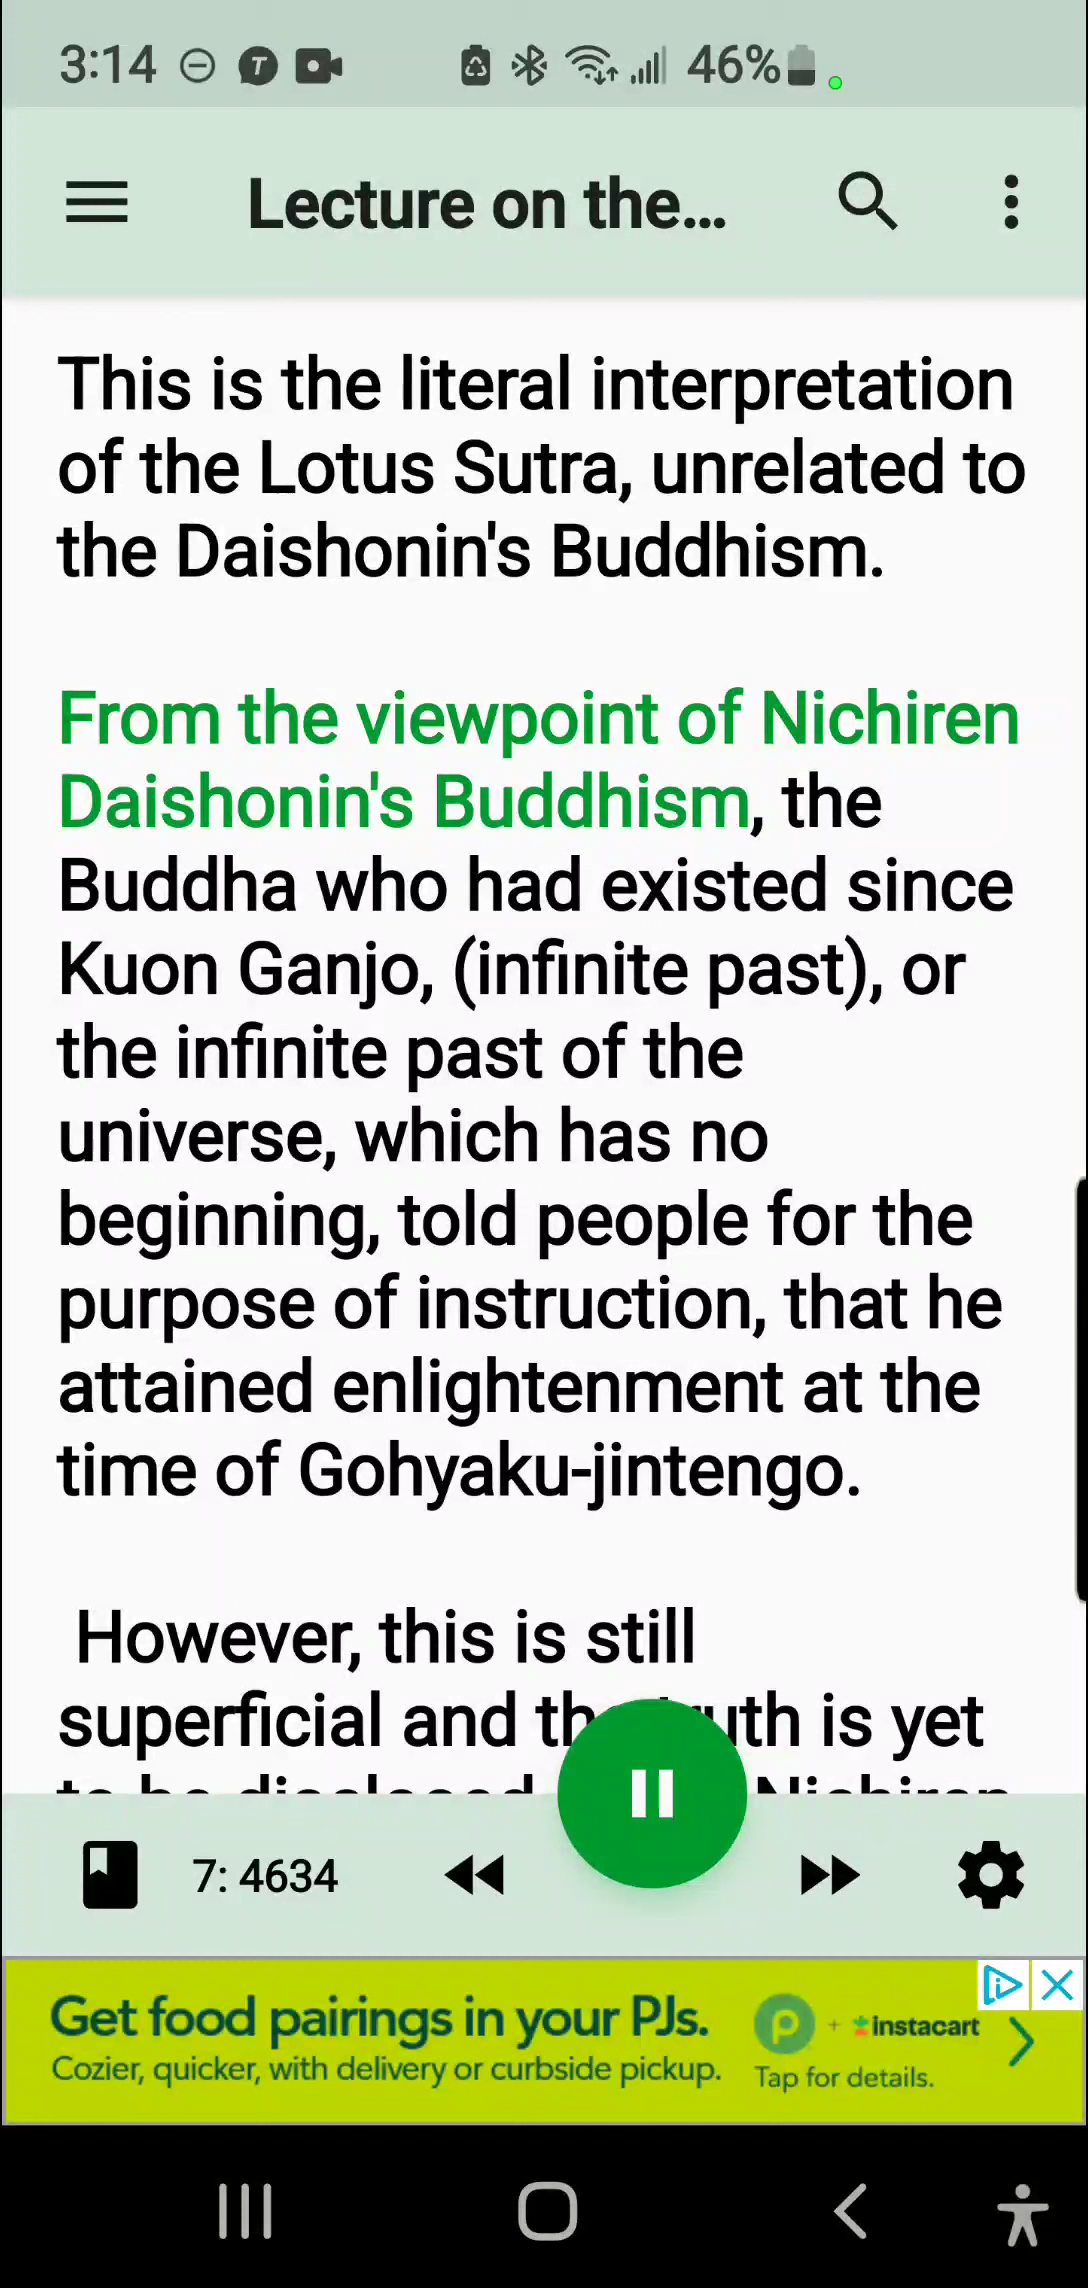 3:14
46%
Lecture on the...
This is the literal interpretation
of the Lotus Sutra, unrelated to
the Daishonin's Buddhism.
From the viewpoint of Nichiren
Daishonin's Buddhism, the
Buddha who had existed since
Kuon Ganjo, (infinite past), or
the infinite past of the
universe, which has no
beginning, told people for the
purpose of instruction, that he
attained enlightenment at the
time of Gohyaku-jintengo.
However, this is still
superficial and is yet
7: 4634
Get food pairings in your PJs.
Cozier, quicker, with delivery or curbside pickup.
P + instacart
Tap for details.